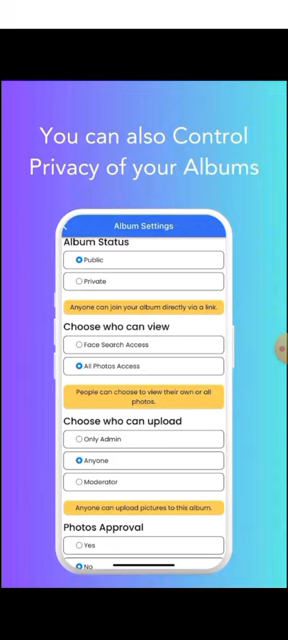 You can also Control
Privacy of your Albums
Album Settings
Album Status
Public
Private
Anyone can join your album directly via a link.
Choose who can view
Face Search Access
All Photos Access
People can choose to view their own or all
photos.
Choose who can upload
Only Admin
Anyone
Moderator
Anyone can upload pictures to this album.
Photos Approval
Yes
No